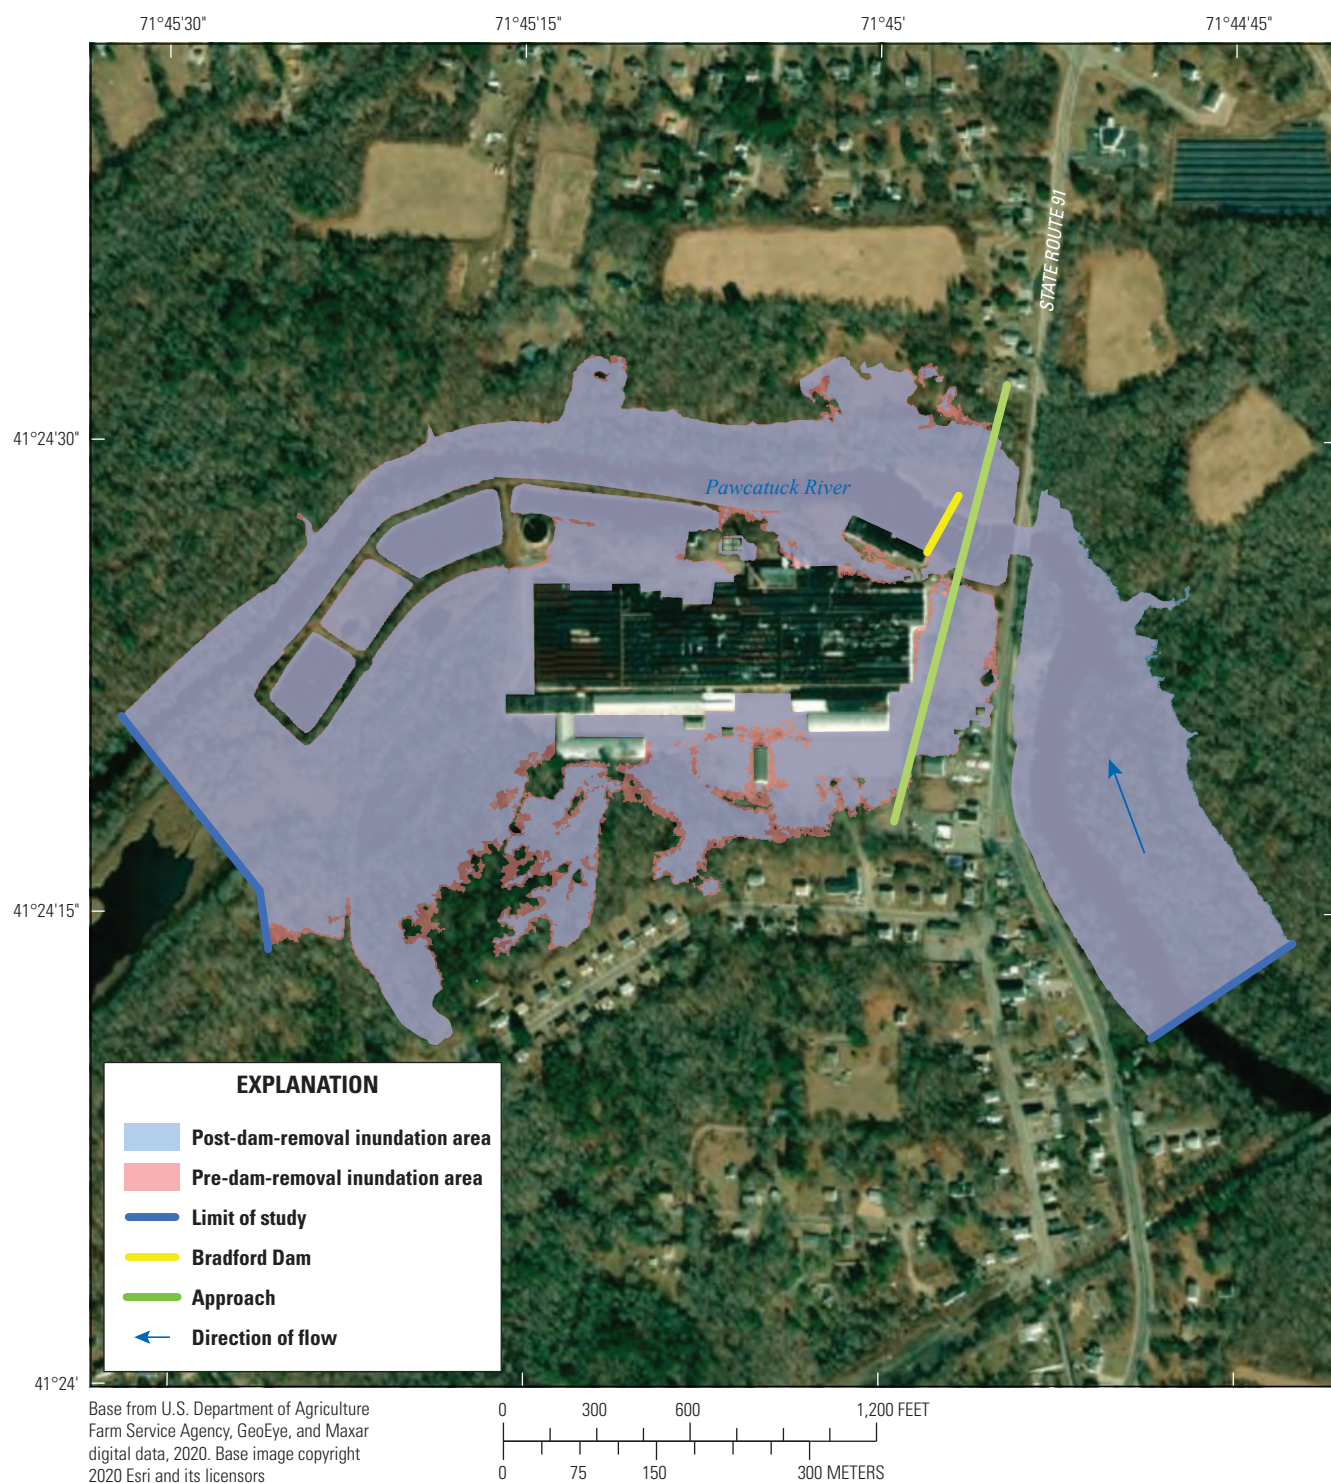 71°45'30"
71°45'15"
71°45'
71°44'45"
STATE ROUTE 91
41°24'30"
Pawcatuck River
41°24'15"
EXPLANATION
Post-dam-removal inundation area
Pre-dam-removal inundation area
Limit of study
Bradford Dam
Approach
Direction of flow
41°24'
Base from U.S. Department of Agriculture
Farm Service Agency, GeoEye, and Maxar
digital data, 2020. Base image copyright
2020 Esri and its licensors
0 300 600 1,200 FEET
0 75 150 300 METERS